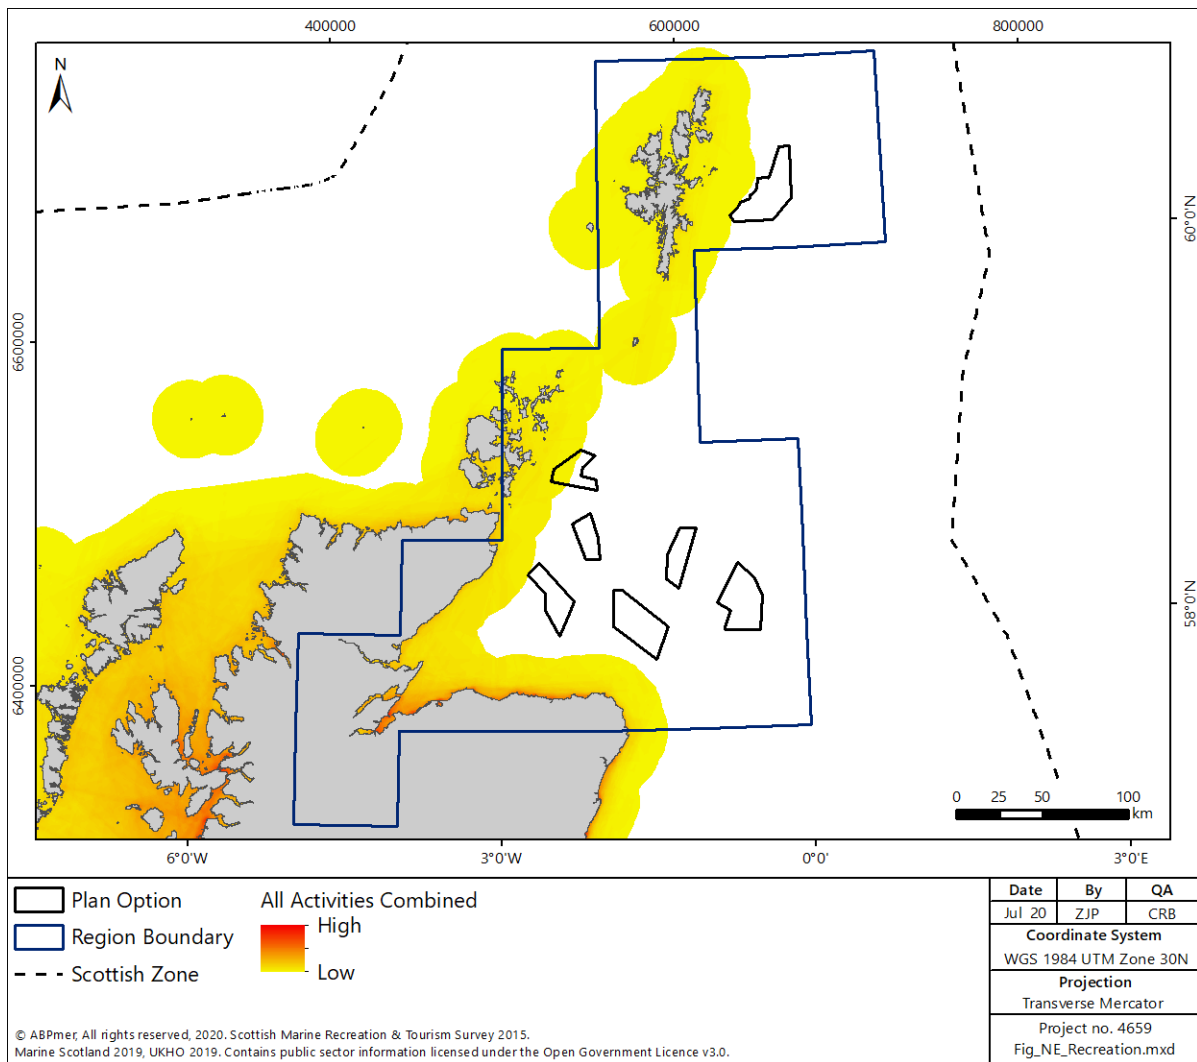 400000 600000 800000
N
60°0'N
6600000
58°0'N
6400000
0 25 50 100
km
6°0'W 3°0'W 0°0' 3°0'E
Plan Option
Region Boundary
Scottish Zone
All Activities Combined
High
Low
Date By QA
Jul 20 ZJP CRB
Coordinate System
WGS 1984 UTM Zone 30N
Projection
Transverse Mercator
Project no. 4659
Fig_NE_Recreation.mxd
© ABPmer, All rights reserved, 2020. Scottish Marine Recreation & Tourism Survey 2015.
Marine Scotland 2019, UKHO 2019. Contains public sector information licensed under the Open Government Licence v3.0.